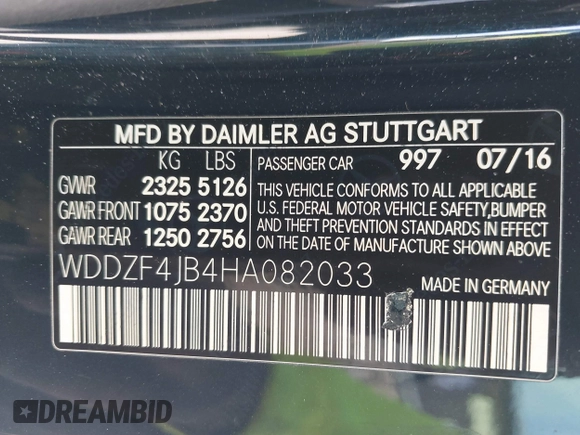 MFD BY DAIMLER AG STUTTGART
KG LBS PASSENGER CAR 997 07/16
GVWR 2325 5126
GAWR FRONT 1075 2370
GAWR REAR 1250 2756
THIS VEHICLE CONFORMS TO ALL APPLICABLE
U.S. FEDERAL MOTOR VEHICLE SAFETY, BUMPER
AND THEFT PREVENTION STANDARDS IN EFFECT
ON THE DATE OF MANUFACTURE SHOWN ABOVE.
WDDZF4JB4HA082033 MADE IN GERMANY
DREAMBID